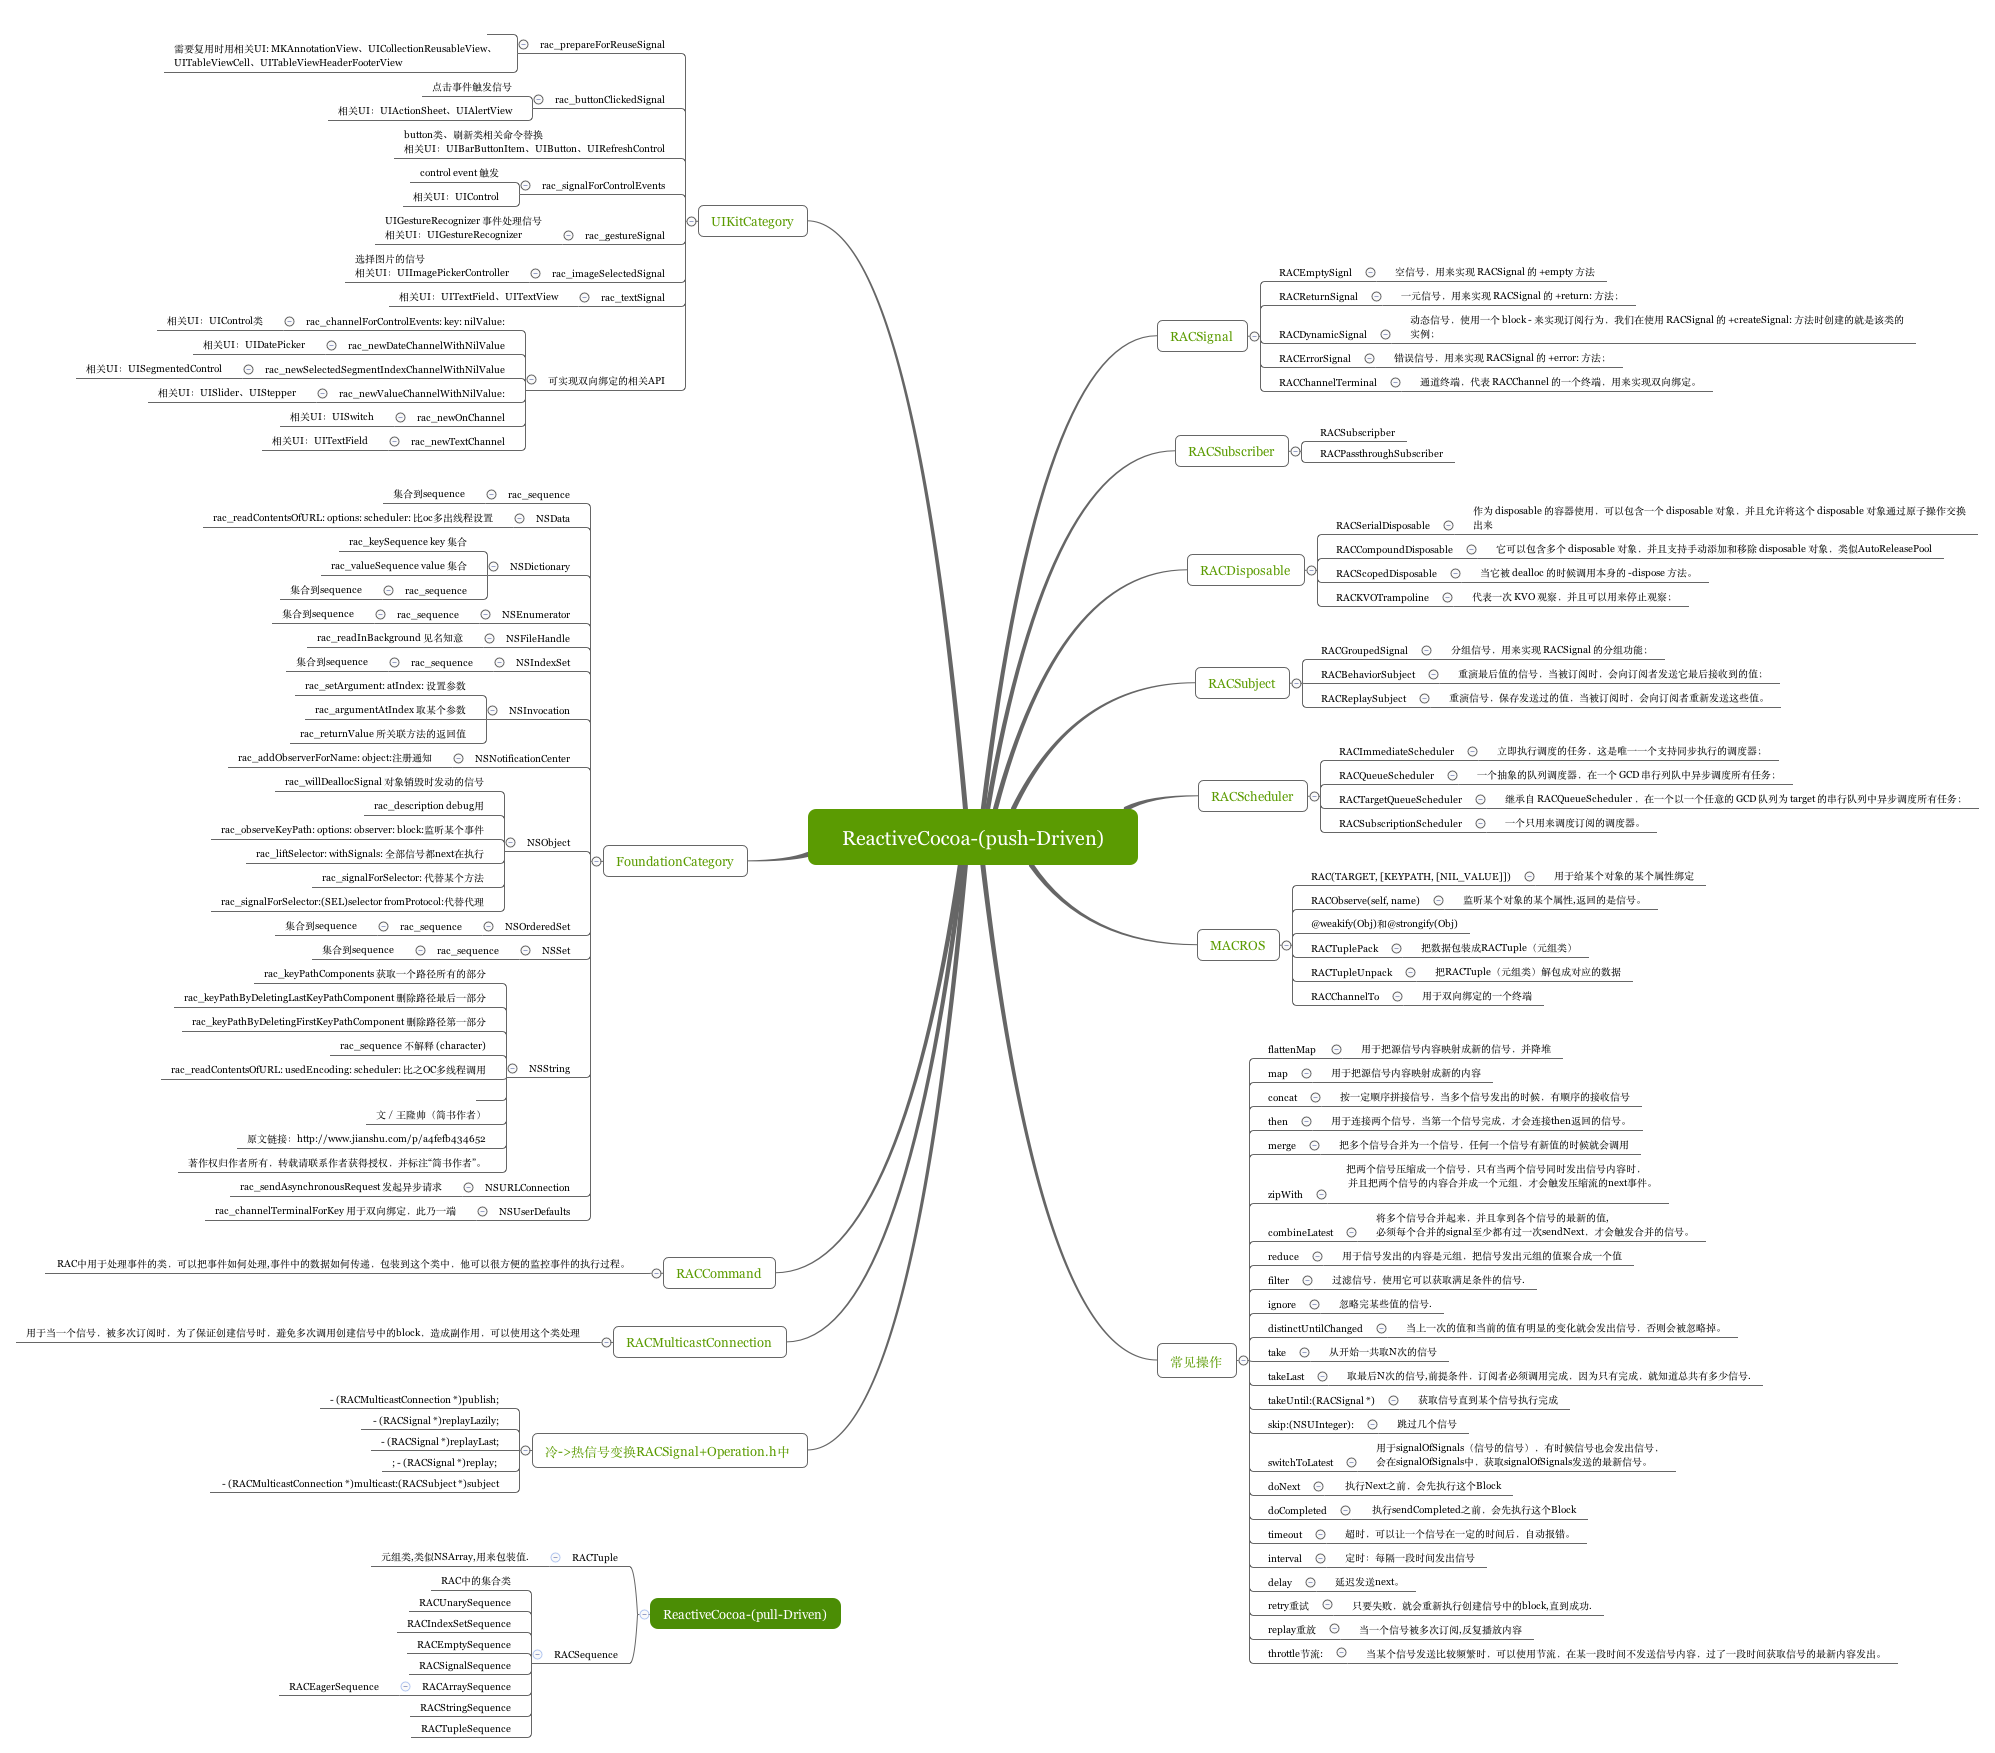 ReactiveCocoa-(push-Driven)
UIKitCategory
rac_prepareForReuseSignal
需要复用时用相关UI: MKAnnotationView、UICollectionReusableView、
UITableViewCell、UITableViewHeaderFooterView
rac_buttonClickedSignal
点击事件触发信号
相关UI：UIActionSheet、UIAlertView
button类、刷新类相关命令替换
相关UI：UIBarButtonItem、UIButton、UIRefreshControl
rac_signalForControlEvents
control event 触发
相关UI：UIControl
UIGestureRecognizer 事件处理信号
相关UI：UIGestureRecognizer
rac_gestureSignal
选择图片的信号
相关UI：UIImagePickerController
rac_imageSelectedSignal
相关UI：UITextField、UITextView
rac_textSignal
可实现双向绑定的相关API
相关UI：UIControl类
rac_channelForControlEvents: key: nilValue:
相关UI：UIDatePicker
rac_newDateChannelWithNilValue
相关UI：UISegmentedControl
rac_newSelectedSegmentIndexChannelWithNilValue
相关UI：UISlider、UIStepper
rac_newValueChannelWithNilValue:
相关UI：UISwitch
rac_newOnChannel
相关UI：UITextField
rac_newTextChannel
FoundationCategory
集合到sequence
rac_sequence
rac_readContentsOfURL: options: scheduler: 比oc多出线程设置
NSData
NSDictionary
rac_keySequence key 集合
rac_valueSequence value 集合
集合到sequence
rac_sequence
集合到sequence
rac_sequence
NSEnumerator
rac_readInBackground 见名知意
NSFileHandle
集合到sequence
rac_sequence
NSIndexSet
NSInvocation
rac_setArgument: atIndex: 设置参数
rac_argumentAtIndex 取某个参数
rac_returnValue 所关联方法的返回值
rac_addObserverForName: object:注册通知
NSNotificationCenter
NSObject
rac_willDeallocSignal 对象销毁时发动的信号
rac_description debug用
rac_observeKeyPath: options: observer: block:监听某个事件
rac_liftSelector: withSignals: 全部信号都next在执行
rac_signalForSelector: 代替某个方法
rac_signalForSelector:(SEL)selector fromProtocol:代替代理
集合到sequence
rac_sequence
NSOrderedSet
集合到sequence
rac_sequence
NSSet
NSString
rac_keyPathComponents 获取一个路径所有的部分
rac_keyPathByDeletingLastKeyPathComponent 删除路径最后一部分
rac_keyPathByDeletingFirstKeyPathComponent 删除路径第一部分
rac_sequence 不解释 (character)
rac_readContentsOfURL: usedEncoding: scheduler: 比之OC多线程调用
文 / 王隆帅（简书作者）
原文链接：http://www.jianshu.com/p/a4fefb434652
著作权归作者所有，转载请联系作者获得授权，并标注“简书作者”。
rac_sendAsynchronousRequest 发起异步请求
NSURLConnection
rac_channelTerminalForKey 用于双向绑定，此乃一端
NSUserDefaults
RACCommand
RAC中用于处理事件的类，可以把事件如何处理,事件中的数据如何传递，包装到这个类中，他可以很方便的监控事件的执行过程。
RACMulticastConnection
用于当一个信号，被多次订阅时，为了保证创建信号时，避免多次调用创建信号中的block，造成副作用，可以使用这个类处理
冷->热信号变换RACSignal+Operation.h中
- (RACMulticastConnection *)publish;
- (RACSignal *)replayLazily;
- (RACSignal *)replayLast;
; - (RACSignal *)replay;
- (RACMulticastConnection *)multicast:(RACSubject *)subject
ReactiveCocoa-(pull-Driven)
元组类,类似NSArray,用来包装值.
RACTuple
RACSequence
RAC中的集合类
RACUnarySequence
RACIndexSetSequence
RACEmptySequence
RACSignalSequence
RACEagerSequence
RACArraySequence
RACStringSequence
RACTupleSequence
RACSignal
RACEmptySignl
空信号，用来实现 RACSignal 的 +empty 方法
RACReturnSignal
一元信号，用来实现 RACSignal 的 +return: 方法；
RACDynamicSignal
动态信号，使用一个 block - 来实现订阅行为，我们在使用 RACSignal 的 +createSignal: 方法时创建的就是该类的
实例；
RACErrorSignal
错误信号，用来实现 RACSignal 的 +error: 方法；
RACChannelTerminal
通道终端，代表 RACChannel 的一个终端，用来实现双向绑定。
RACSubscriber
RACSubscripber
RACPassthroughSubscriber
RACDisposable
RACSerialDisposable
作为 disposable 的容器使用，可以包含一个 disposable 对象，并且允许将这个 disposable 对象通过原子操作交换
出来
RACCompoundDisposable
它可以包含多个 disposable 对象，并且支持手动添加和移除 disposable 对象，类似AutoReleasePool
RACScopedDisposable
当它被 dealloc 的时候调用本身的 -dispose 方法。
RACKVOTrampoline
代表一次 KVO 观察，并且可以用来停止观察；
RACSubject
RACGroupedSignal
分组信号，用来实现 RACSignal 的分组功能；
RACBehaviorSubject
重演最后值的信号，当被订阅时，会向订阅者发送它最后接收到的值；
RACReplaySubject
重演信号，保存发送过的值，当被订阅时，会向订阅者重新发送这些值。
RACScheduler
RACImmediateScheduler
立即执行调度的任务，这是唯一一个支持同步执行的调度器；
RACQueueScheduler
一个抽象的队列调度器，在一个 GCD 串行列队中异步调度所有任务；
RACTargetQueueScheduler
继承自 RACQueueScheduler ，在一个以一个任意的 GCD 队列为 target 的串行队列中异步调度所有任务；
RACSubscriptionScheduler
一个只用来调度订阅的调度器。
MACROS
RAC(TARGET, [KEYPATH, [NIL_VALUE]])
用于给某个对象的某个属性绑定
RACObserve(self, name)
监听某个对象的某个属性,返回的是信号。
@weakify(Obj)和@strongify(Obj)
RACTuplePack
把数据包装成RACTuple（元组类）
RACTupleUnpack
把RACTuple（元组类）解包成对应的数据
RACChannelTo
用于双向绑定的一个终端
常见操作
flattenMap
用于把源信号内容映射成新的信号，并降堆
map
用于把源信号内容映射成新的内容
concat
按一定顺序拼接信号，当多个信号发出的时候，有顺序的接收信号
then
用于连接两个信号，当第一个信号完成，才会连接then返回的信号。
merge
把多个信号合并为一个信号，任何一个信号有新值的时候就会调用
zipWith
把两个信号压缩成一个信号，只有当两个信号同时发出信号内容时，
并且把两个信号的内容合并成一个元组，才会触发压缩流的next事件。
combineLatest
将多个信号合并起来，并且拿到各个信号的最新的值,
必须每个合并的signal至少都有过一次sendNext，才会触发合并的信号。
reduce
用于信号发出的内容是元组，把信号发出元组的值聚合成一个值
filter
过滤信号，使用它可以获取满足条件的信号.
ignore
忽略完某些值的信号.
distinctUntilChanged
当上一次的值和当前的值有明显的变化就会发出信号，否则会被忽略掉。
take
从开始一共取N次的信号
takeLast
取最后N次的信号,前提条件，订阅者必须调用完成，因为只有完成，就知道总共有多少信号.
takeUntil:(RACSignal *)
获取信号直到某个信号执行完成
skip:(NSUInteger):
跳过几个信号
switchToLatest
用于signalOfSignals（信号的信号），有时候信号也会发出信号，
会在signalOfSignals中，获取signalOfSignals发送的最新信号。
doNext
执行Next之前，会先执行这个Block
doCompleted
执行sendCompleted之前，会先执行这个Block
timeout
超时，可以让一个信号在一定的时间后，自动报错。
interval
定时：每隔一段时间发出信号
delay
延迟发送next。
retry重试
只要失败，就会重新执行创建信号中的block,直到成功.
replay重放
当一个信号被多次订阅,反复播放内容
throttle节流:
当某个信号发送比较频繁时，可以使用节流，在某一段时间不发送信号内容，过了一段时间获取信号的最新内容发出。